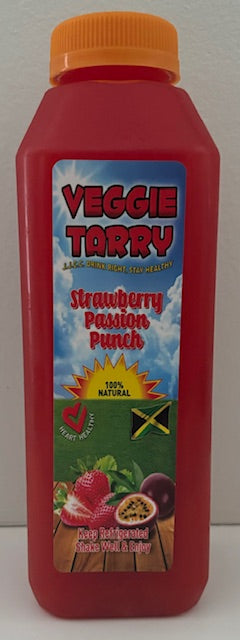 VEGGIE
TARRY
DRINK RIGHT, STAY HEALTHY
Strawberry
Passion
Punch
100%
NATURAL
HEART HEALTHY
Keep Refrigerated
Shake Well & Enjoy